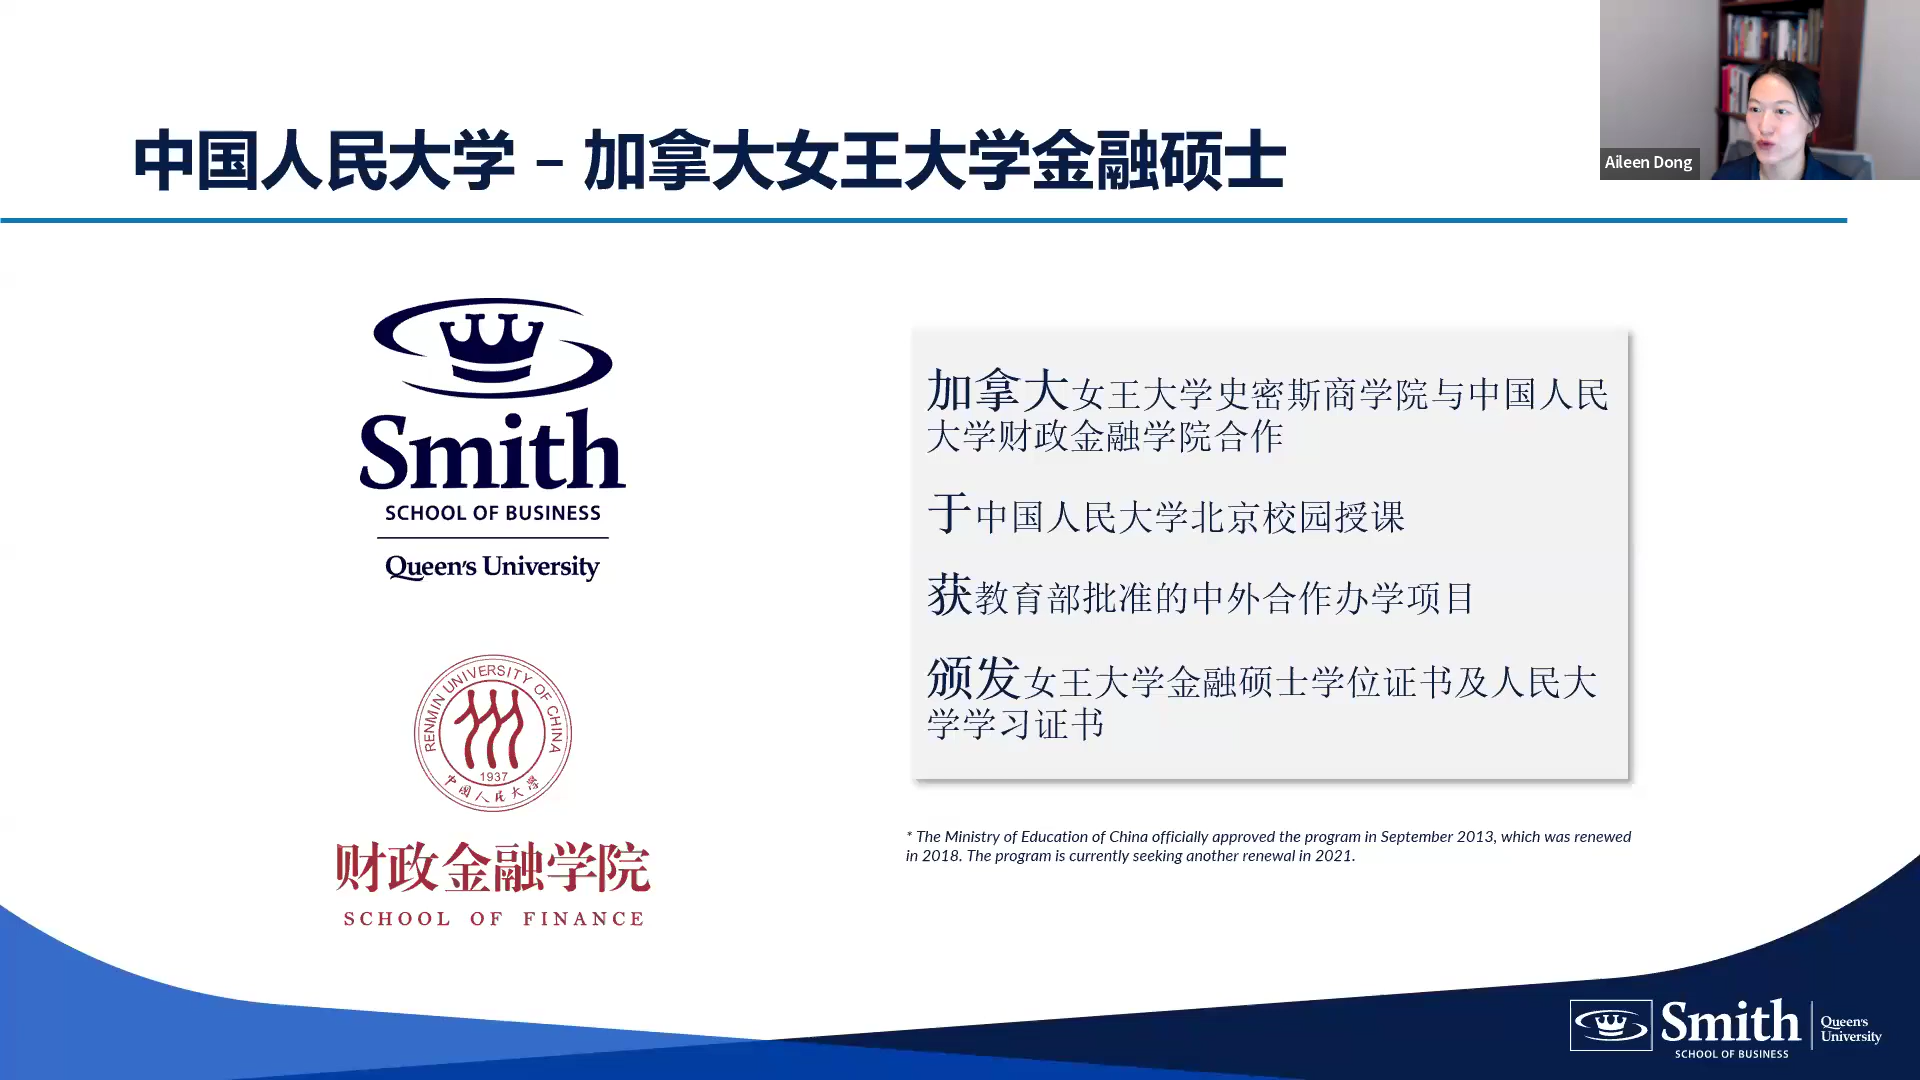 中国人民大学 – 加拿大女王大学金融硕士
Aileen Dong
Smith
SCHOOL OF BUSINESS
Queen's University
RENMIN UNIVERSITY OF CHINA
1937
中国人民大学
财政金融学院
SCHOOL OF FINANCE
加拿大女王大学史密斯商学院与中国人民
大学财政金融学院合作
于中国人民大学北京校园授课
获教育部批准的中外合作办学项目
颁发女王大学金融硕士学位证书及人民大
学学习证书
* The Ministry of Education of China officially approved the program in September 2013, which was renewed
in 2018. The program is currently seeking another renewal in 2021.
Smith
SCHOOL OF BUSINESS
Queen's
University